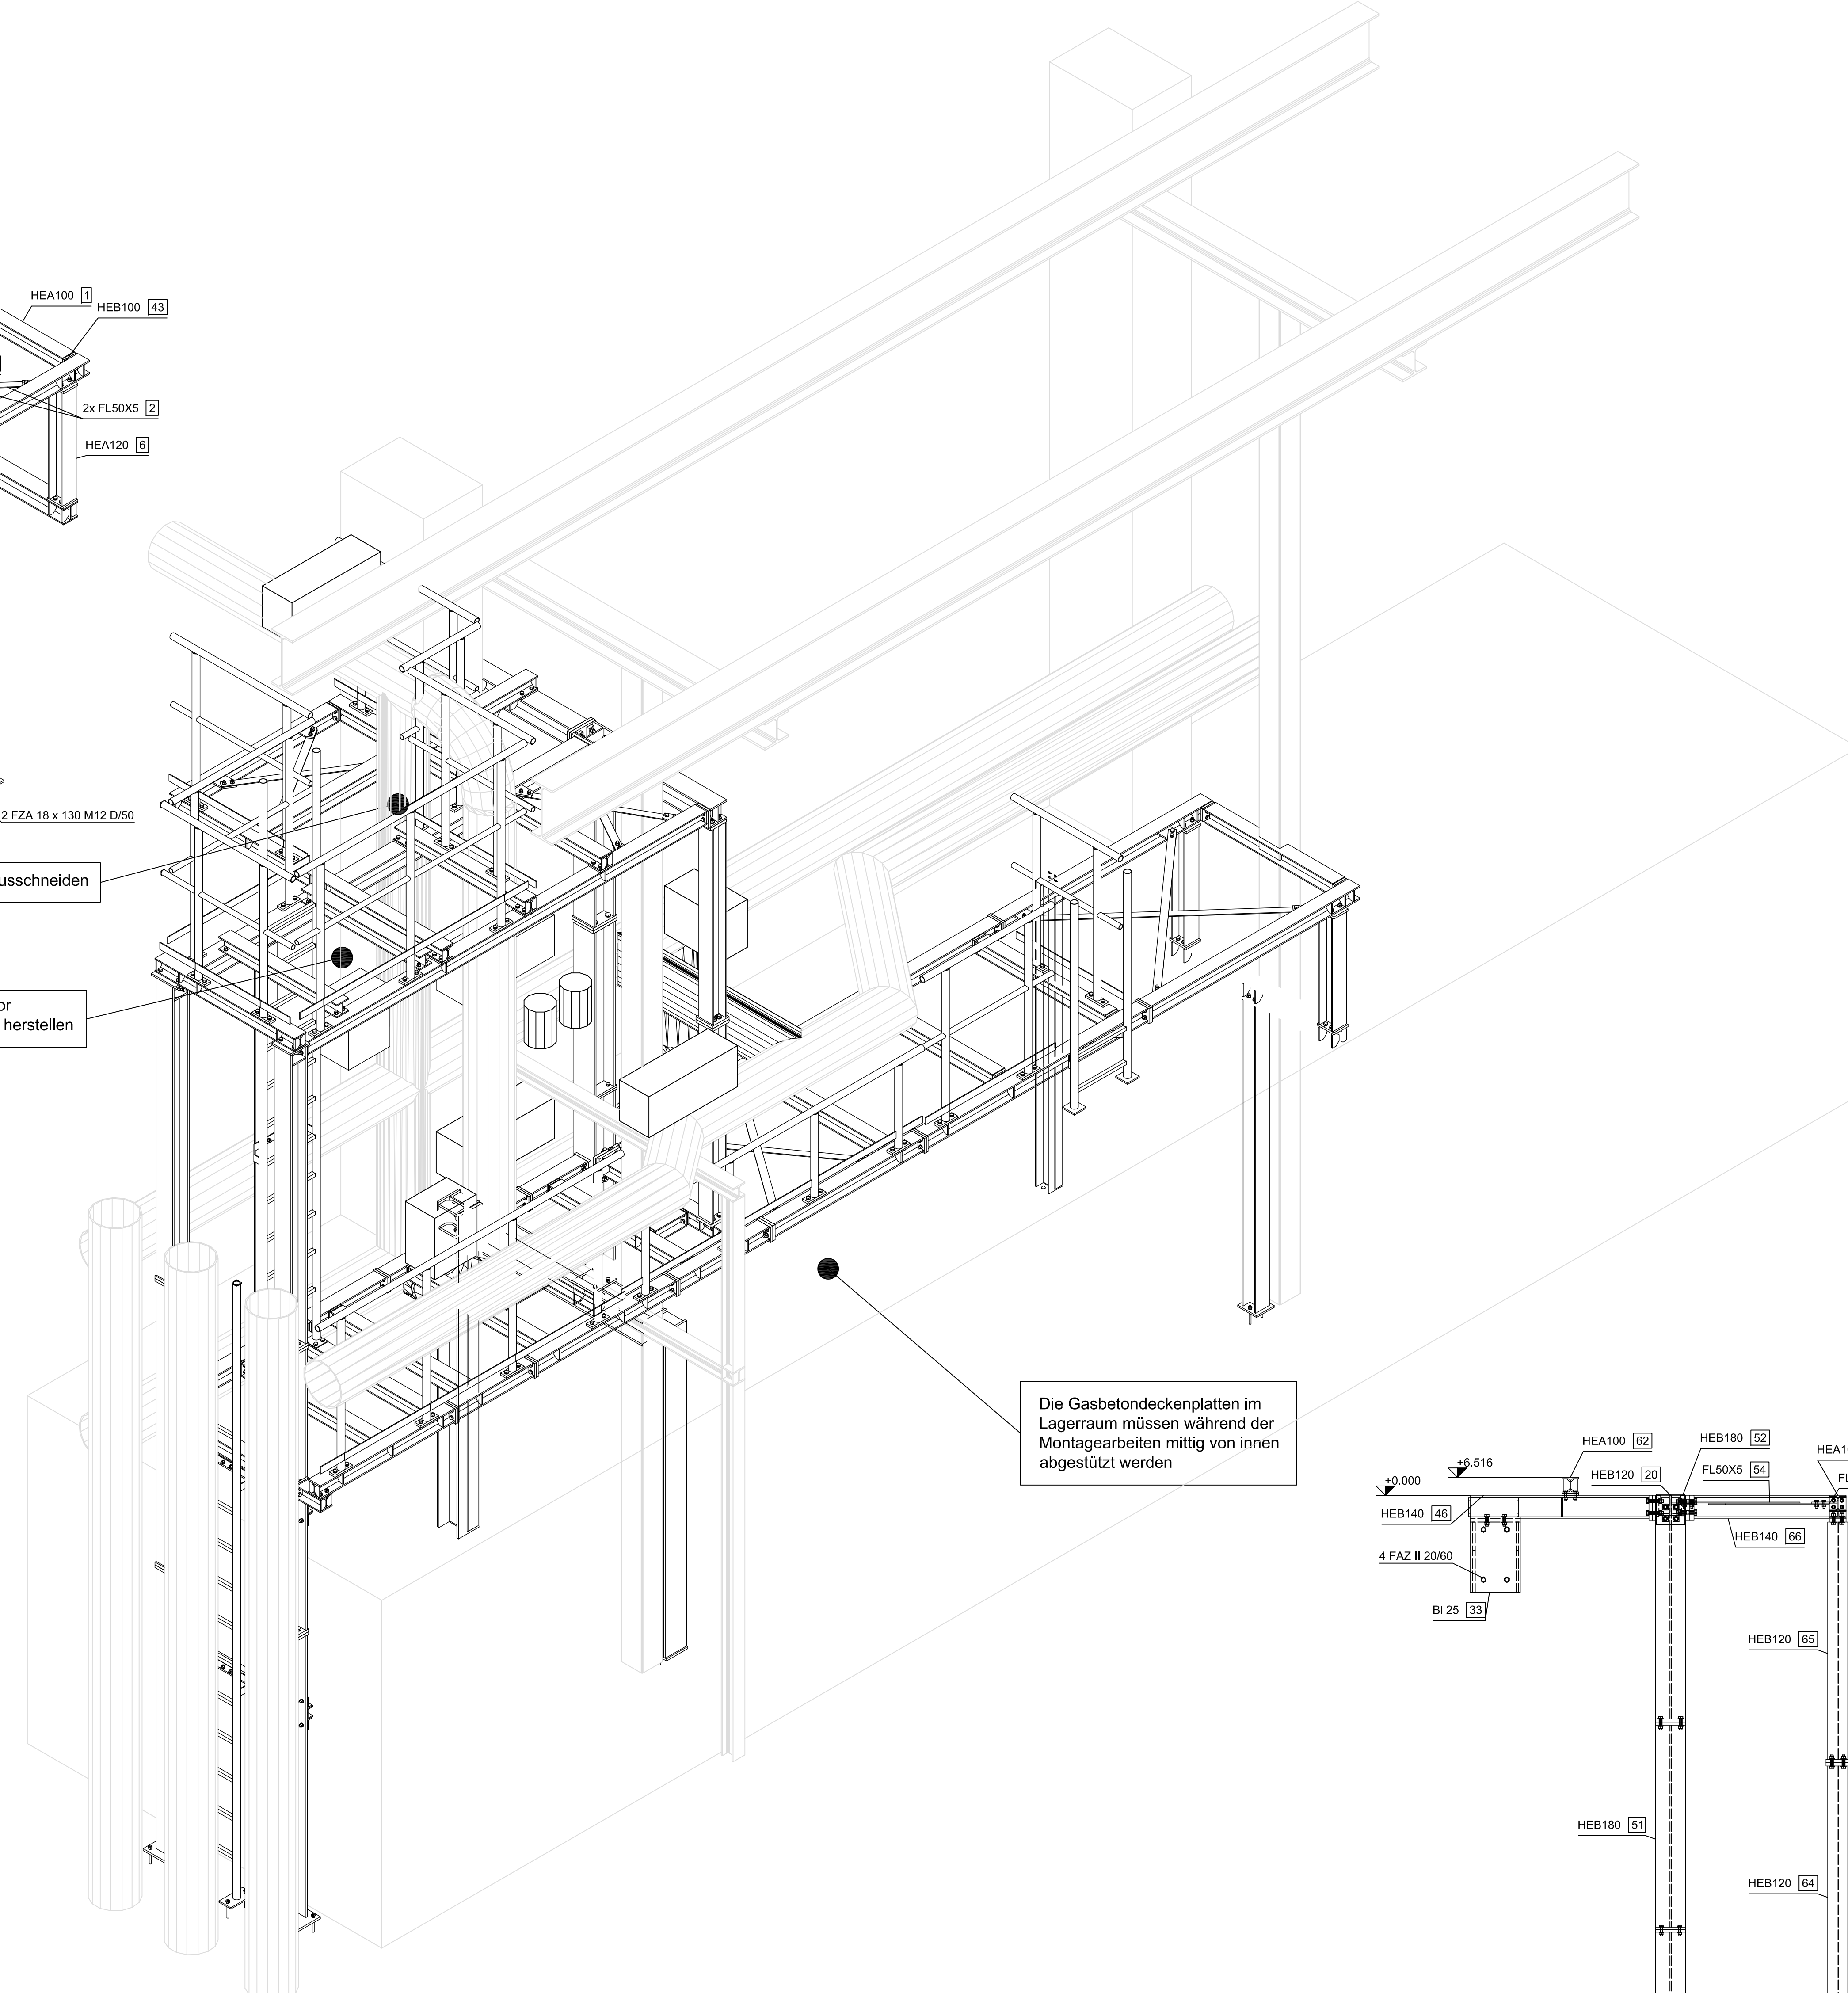 HEA100 1
HEB100 43
2x FL50X5 2
HEA120 6
2 FZA 18 x 130 M12 D/50
usschneiden
or
herstellen
Die Gasbetondeckenplatten im
Lagerraum müssen während der
Montagearbeiten mittig von innen
abgestützt werden
+0.000
+6.516
HEA100 62
HEB120 20
HEB180 52
FL50X5 54
HEA10
FL
HEB140 46
HEB140 66
4 FAZ II 20/60
BI 25 33
HEB120 65
HEB180 51
HEB120 64